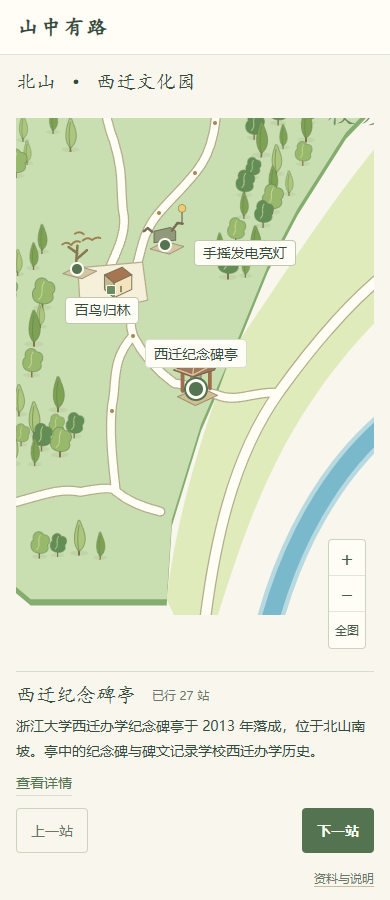 山中有路
北山 • 西迁文化园
手摇发电亮灯
百鸟归林
西迁纪念碑亭
+
−
全图
西迁纪念碑亭 已行 27 站
浙江大学西迁办学纪念碑亭于 2013 年落成，位于北山南
坡。亭中的纪念碑与碑文记录学校西迁办学历史。
查看详情
上一站 下一站
资料与说明